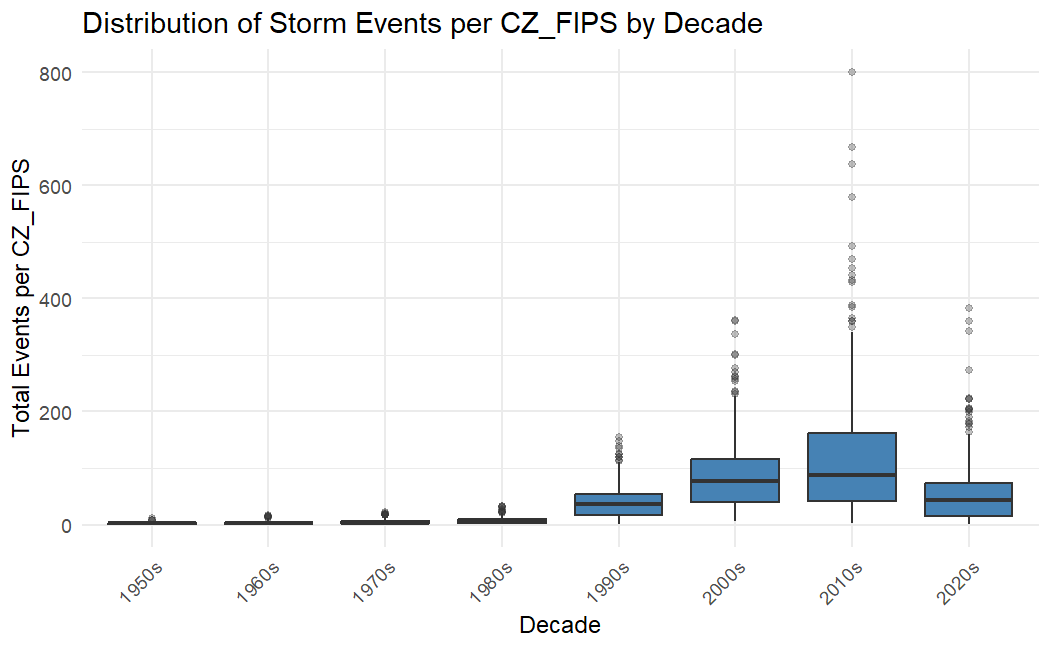 Distribution of Storm Events per CZ_FIPS by Decade
Total Events per CZ_FIPS
800
600
400
200
0
1950s
1960s
1970s
1980s
1990s
2000s
2010s
2020s
Decade